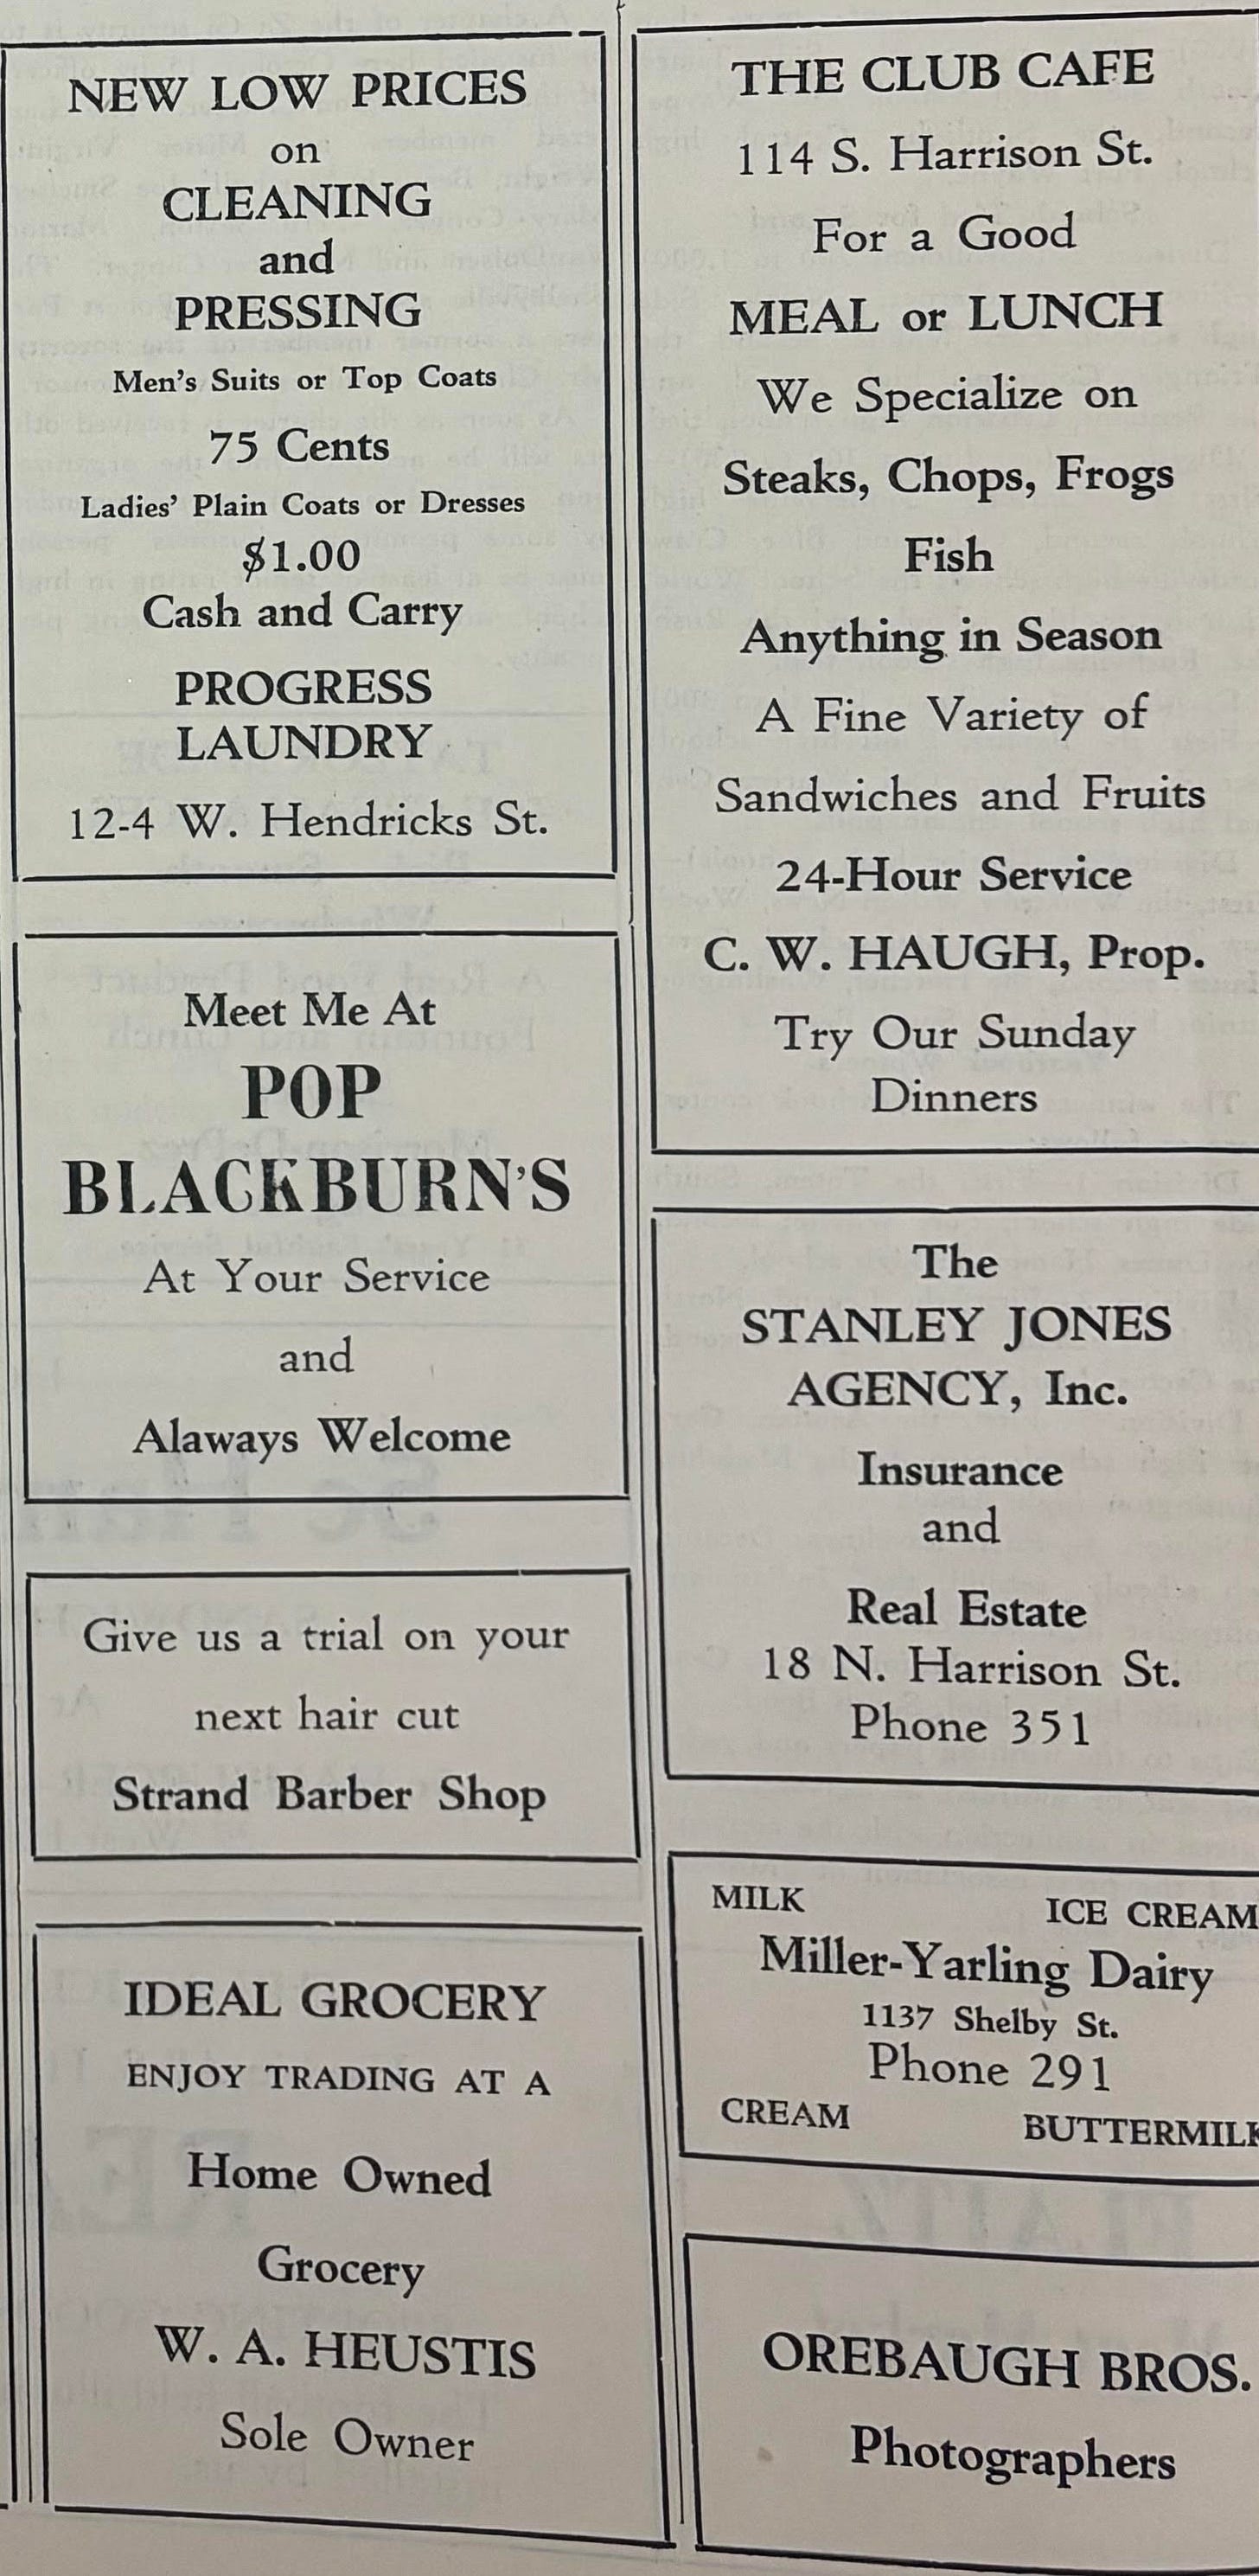 NEW LOW PRICES
on
CLEANING
and
PRESSING
Men's Suits or Top Coats
75 Cents
Ladies' Plain Coats or Dresses
$1.00
Cash and Carry
PROGRESS
LAUNDRY
12-4 W. Hendricks St.
Meet Me At
POP
BLACKBURN'S
At Your Service
and
Alaways Welcome
Give us a trial on your
next hair cut
Strand Barber Shop
IDEAL GROCERY
ENJOY TRADING AT A
Home Owned
Grocery
W. A. HEUSTIS
Sole Owner
THE CLUB CAFE
114 S. Harrison St.
For a Good
MEAL or LUNCH
We Specialize on
Steaks, Chops, Frogs
Fish
Anything in Season
A Fine Variety of
Sandwiches and Fruits
24-Hour Service
C. W. HAUGH, Prop.
Try Our Sunday
Dinners
The
STANLEY JONES
AGENCY, Inc.
Insurance
and
Real Estate
18 N. Harrison St.
Phone 351
MILK ICE CREAM
Miller-Yarling Dairy
1137 Shelby St.
Phone 291
CREAM BUTTERMILK
OREBAUGH BROS.
Photographers